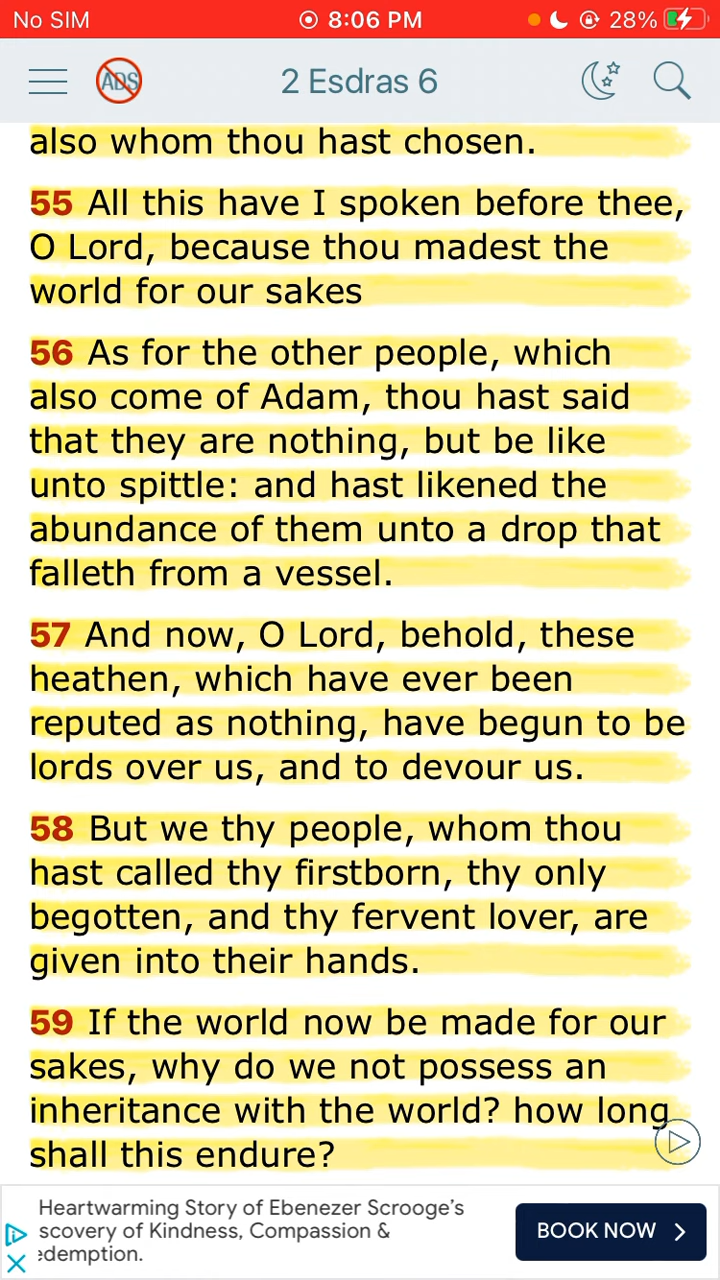 No SIM 8:06 PM 28%
ADS 2 Esdras 6
also whom thou hast chosen.
55 All this have I spoken before thee,
O Lord, because thou madest the
world for our sakes
56 As for the other people, which
also come of Adam, thou hast said
that they are nothing, but be like
unto spittle: and hast likened the
abundance of them unto a drop that
falleth from a vessel.
57 And now, O Lord, behold, these
heathen, which have ever been
reputed as nothing, have begun to be
lords over us, and to devour us.
58 But we thy people, whom thou
hast called thy firstborn, thy only
begotten, and thy fervent lover, are
given into their hands.
59 If the world now be made for our
sakes, why do we not possess an
inheritance with the world? how long
shall this endure?
Heartwarming Story of Ebenezer Scrooge's
scovery of Kindness, Compassion &
edemption.
BOOK NOW